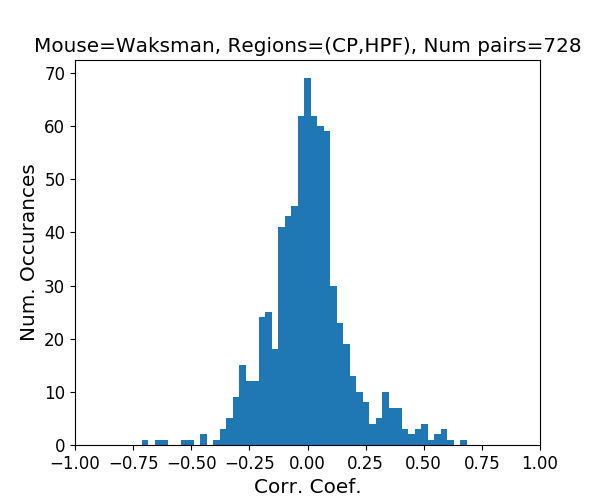 Mouse=Waksman, Regions=(CP,HPF), Num pairs=728
70
60
50
40
30
20
10
0
Num. Occurances
−1.00 −0.75 −0.50 −0.25 0.00 0.25 0.50 0.75 1.00
Corr. Coef.